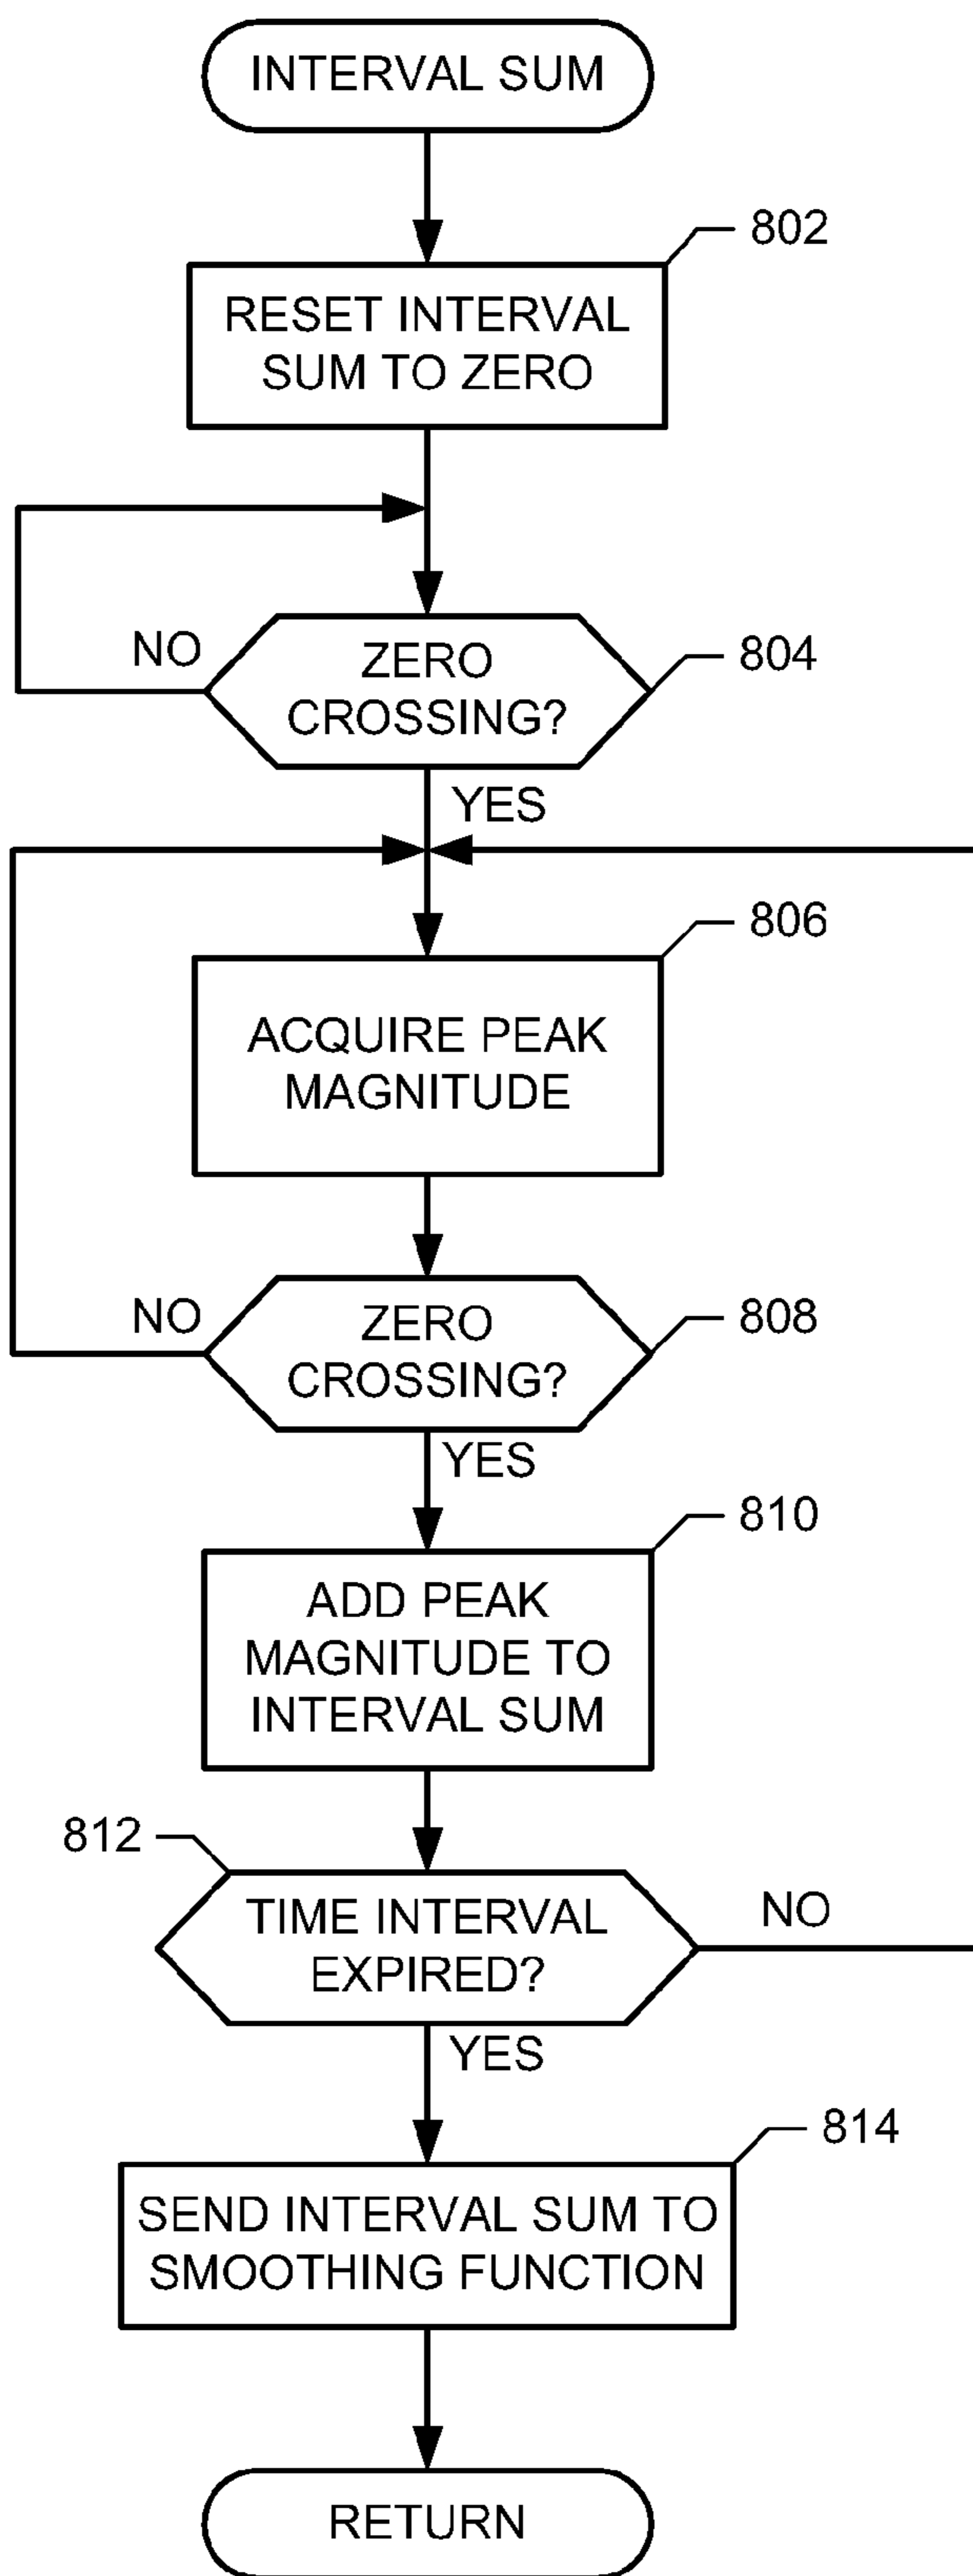 INTERVAL SUM
802
RESET INTERVAL
SUM TO ZERO
NO
ZERO
CROSSING?
804
YES
806
ACQUIRE PEAK
MAGNITUDE
NO
ZERO
CROSSING?
808
YES
810
ADD PEAK
MAGNITUDE TO
INTERVAL SUM
812
TIME INTERVAL
EXPIRED?
NO
YES
814
SEND INTERVAL SUM TO
SMOOTHING FUNCTION
RETURN